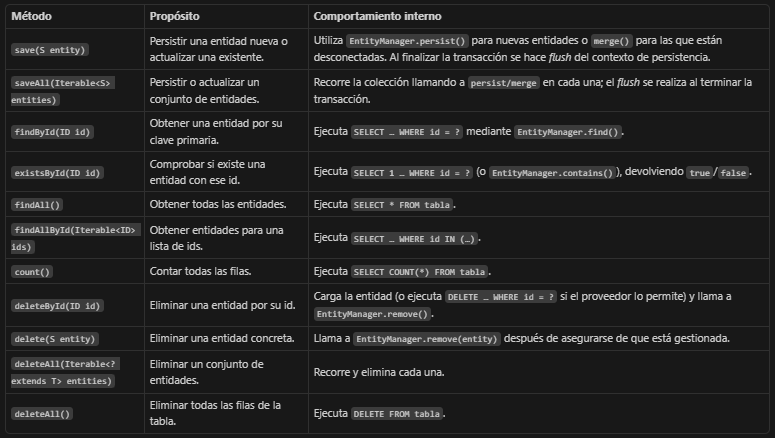 Método Propósito Comportamiento interno
save(S entity)
Persistir una entidad nueva o
actualizar una existente.
Utiliza EntityManager.persist() para nuevas entidades o merge() para las que están
desconectadas. Al finalizar la transacción se hace flush del contexto de persistencia.
saveAll(Iterable<S>
entities)
Persistir o actualizar un
conjunto de entidades.
Recorre la colección llamando a persist/merge en cada una; el flush se realiza al terminar la
transacción.
findById(ID id)
Obtener una entidad por su
clave primaria.
Ejecuta SELECT … WHERE id = ? mediante EntityManager.find().
existsById(ID id)
Comprobar si existe una
entidad con ese id.
Ejecuta SELECT 1 … WHERE id = ? (o EntityManager.contains()), devolviendo true/false.
findAll()
Obtener todas las entidades.
Ejecuta SELECT * FROM tabla.
findAllById(Iterable<ID>
ids)
Obtener entidades para una
lista de ids.
Ejecuta SELECT … WHERE id IN (…).
count()
Contar todas las filas.
Ejecuta SELECT COUNT(*) FROM tabla.
deleteById(ID id)
Eliminar una entidad por su id.
Carga la entidad (o ejecuta DELETE … WHERE id = ? si el proveedor lo permite) y llama a
EntityManager.remove().
delete(S entity)
Eliminar una entidad concreta.
Llama a EntityManager.remove(entity) después de asegurarse de que está gestionada.
deleteAll(Iterable<?
extends T> entities)
Eliminar un conjunto de
entidades.
Recorre y elimina cada una.
deleteAll()
Eliminar todas las filas de la
tabla.
Ejecuta DELETE FROM tabla.